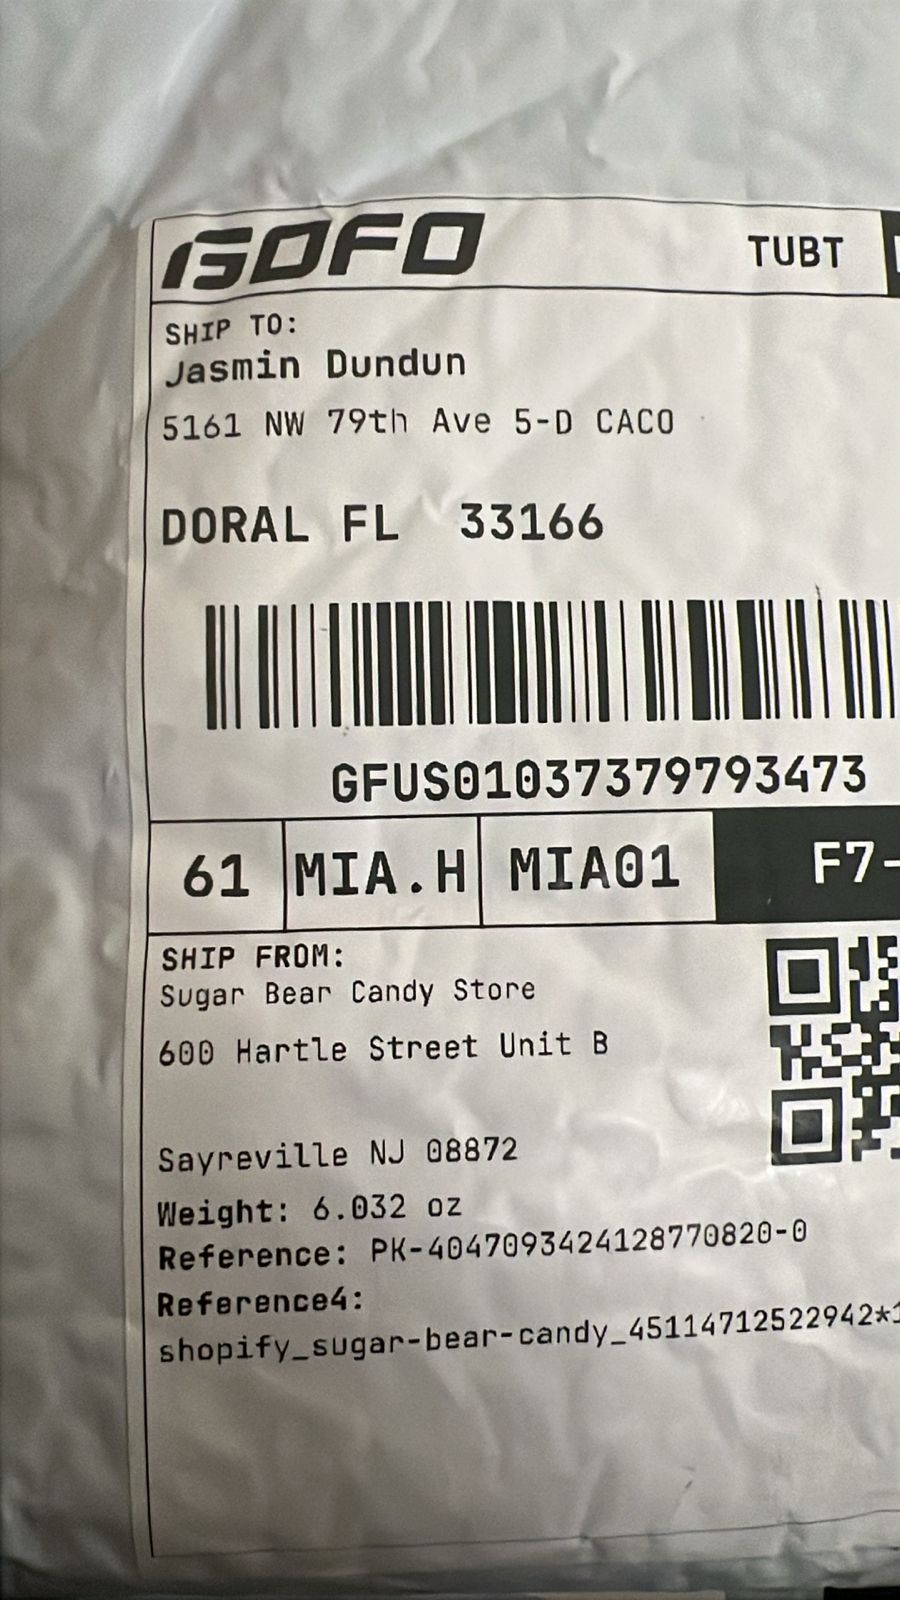 GOFO
TUBT
SHIP TO:
Jasmin Dundun
5161 NW 79th Ave 5-D CACO
DORAL FL 33166
GFUS01037379793473
61 MIA.H MIA01 F7-
SHIP FROM:
Sugar Bear Candy Store
600 Hartle Street Unit B
Sayreville NJ 08872
Weight: 6.032 oz
Reference: PK-4047093424128770820-0
Reference4:
shopify_sugar-bear-candy_45114712522942*1